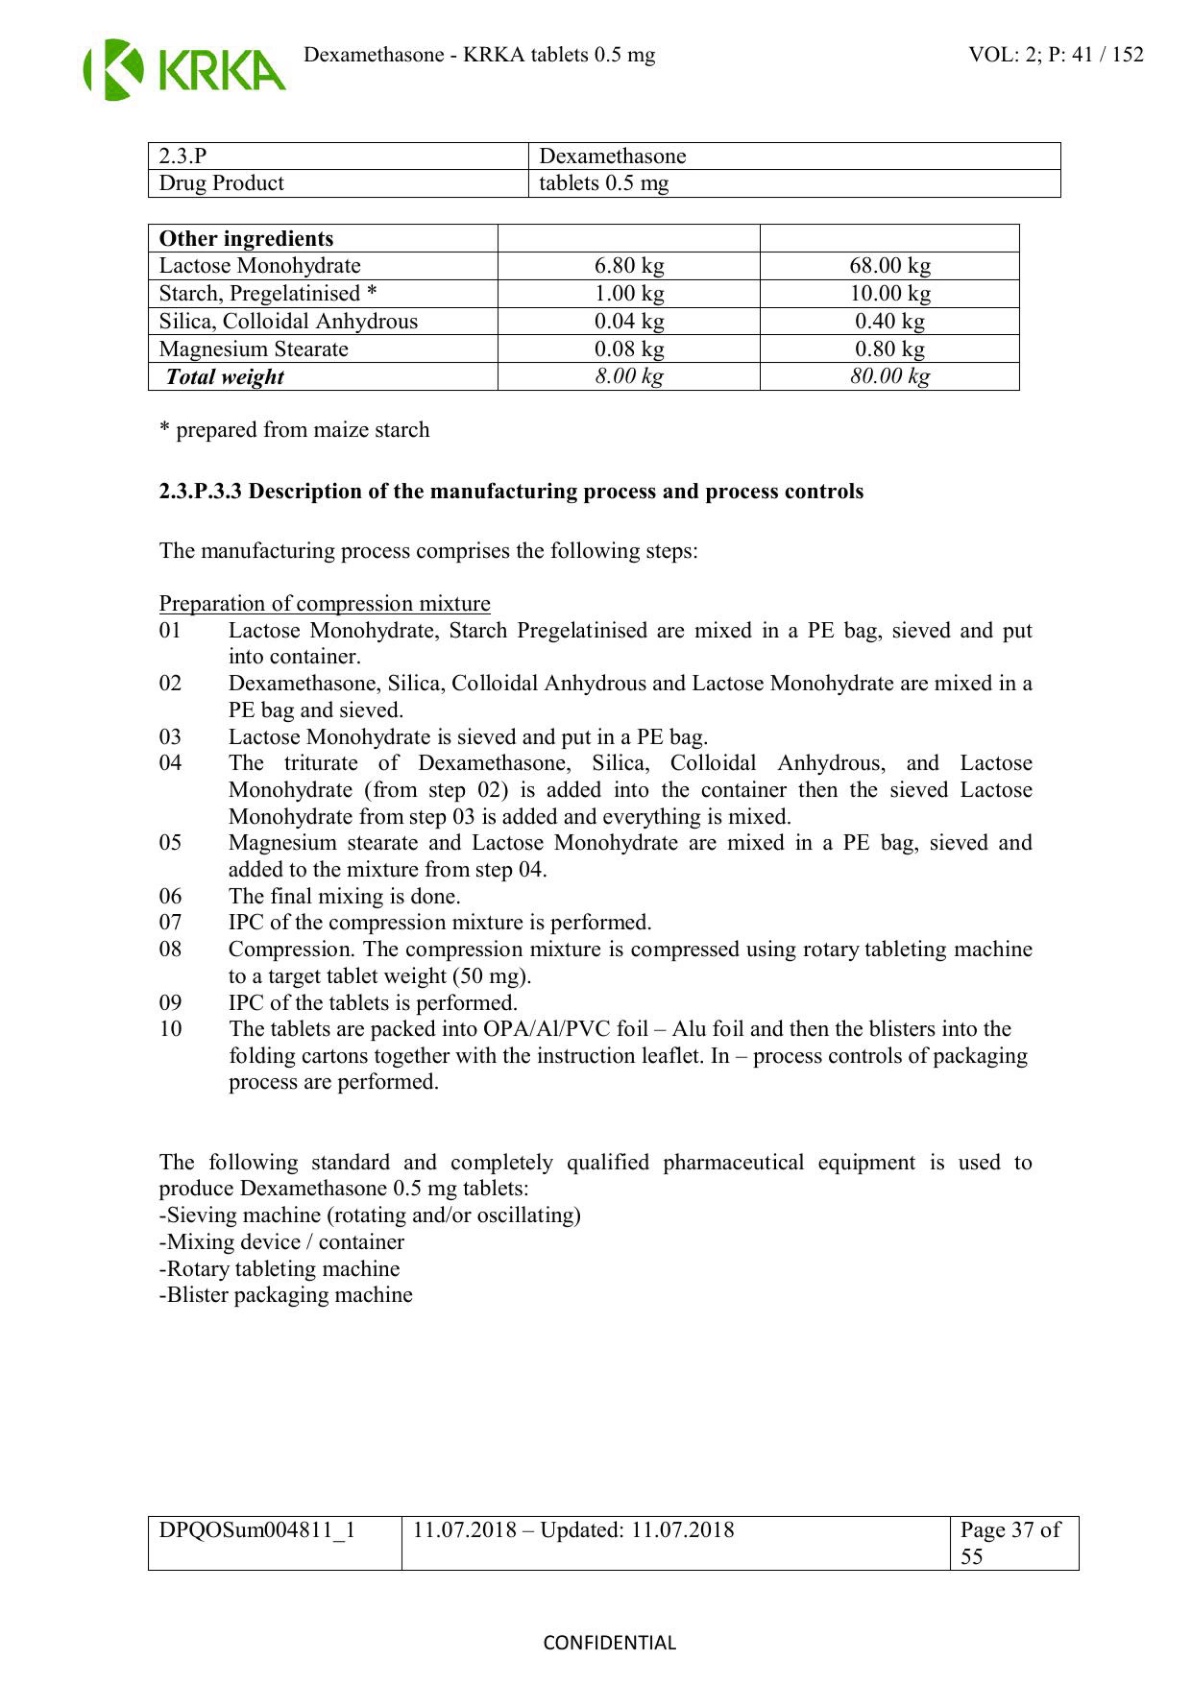 KRKA Dexamethasone - KRKA tablets 0.5 mg VOL: 2; P: 41 / 152
2.3.P Dexamethasone
Drug Product tablets 0.5 mg
Other ingredients
Lactose Monohydrate 6.80 kg 68.00 kg
Starch, Pregelatinised * 1.00 kg 10.00 kg
Silica, Colloidal Anhydrous 0.04 kg 0.40 kg
Magnesium Stearate 0.08 kg 0.80 kg
Total weight 8.00 kg 80.00 kg
* prepared from maize starch
2.3.P.3.3 Description of the manufacturing process and process controls
The manufacturing process comprises the following steps:
Preparation of compression mixture
01 Lactose Monohydrate, Starch Pregelatinised are mixed in a PE bag, sieved and put
into container.
02 Dexamethasone, Silica, Colloidal Anhydrous and Lactose Monohydrate are mixed in a
PE bag and sieved.
03 Lactose Monohydrate is sieved and put in a PE bag.
04 The triturate of Dexamethasone, Silica, Colloidal Anhydrous, and Lactose
Monohydrate (from step 02) is added into the container then the sieved Lactose
Monohydrate from step 03 is added and everything is mixed.
05 Magnesium stearate and Lactose Monohydrate are mixed in a PE bag, sieved and
added to the mixture from step 04.
06 The final mixing is done.
07 IPC of the compression mixture is performed.
08 Compression. The compression mixture is compressed using rotary tableting machine
to a target tablet weight (50 mg).
09 IPC of the tablets is performed.
10 The tablets are packed into OPA/Al/PVC foil – Alu foil and then the blisters into the
folding cartons together with the instruction leaflet. In – process controls of packaging
process are performed.
The following standard and completely qualified pharmaceutical equipment is used to
produce Dexamethasone 0.5 mg tablets:
-Sieving machine (rotating and/or oscillating)
-Mixing device / container
-Rotary tableting machine
-Blister packaging machine
DPQOSum004811_1 11.07.2018 – Updated: 11.07.2018 Page 37 of
55
CONFIDENTIAL